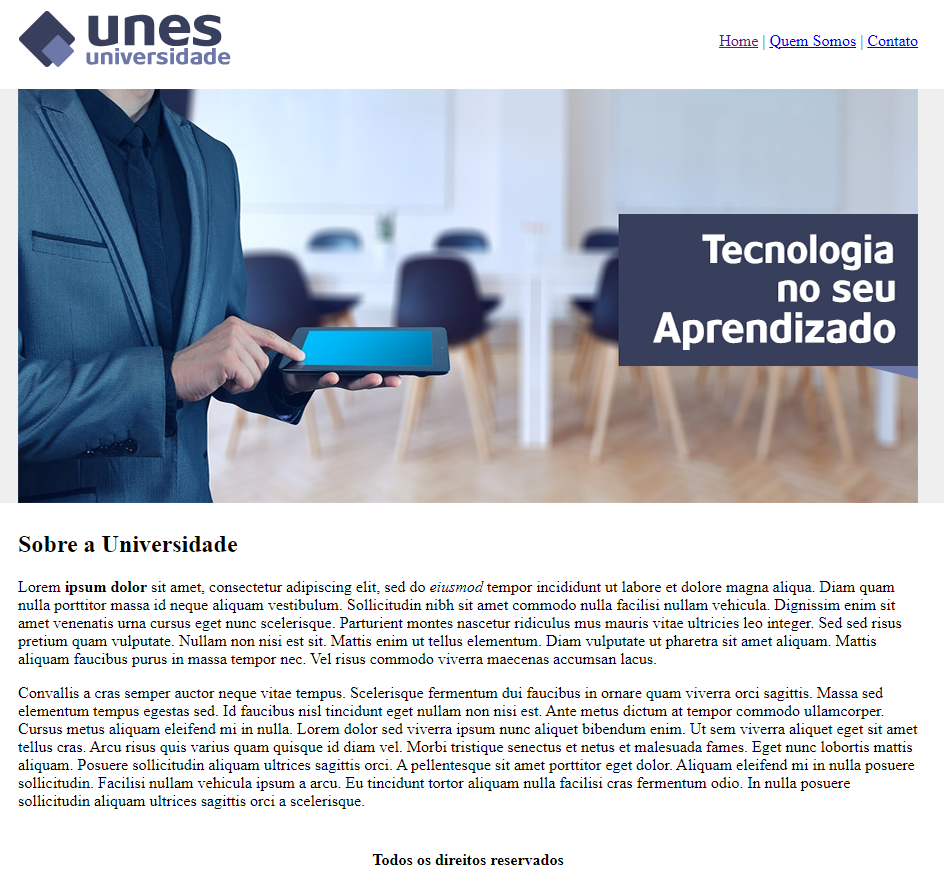 unes
universidade
Home | Quem Somos | Contato
Tecnologia
no seu
Aprendizado
Sobre a Universidade
Lorem ipsum dolor sit amet, consectetur adipiscing elit, sed do eiusmod tempor incididunt ut labore et dolore magna aliqua. Diam quam
nulla porttitor massa id neque aliquam vestibulum. Sollicitudin nibh sit amet commodo nulla facilisi nullam vehicula. Dignissim enim sit
amet venenatis urna cursus eget nunc scelerisque. Parturient montes nascetur ridiculus mus mauris vitae ultricies leo integer. Sed sed risus
pretium quam vulputate. Nullam non nisi est sit. Mattis enim ut tellus elementum. Diam vulputate ut pharetra sit amet aliquam. Mattis
aliquam faucibus purus in massa tempor nec. Vel risus commodo viverra maecenas accumsan lacus.
Convallis a cras semper auctor neque vitae tempus. Scelerisque fermentum dui faucibus in ornare quam viverra orci sagittis. Massa sed
elementum tempus egestas sed. Id faucibus nisl tincidunt eget nullam non nisi est. Ante metus dictum at tempor commodo ullamcorper.
Cursus metus aliquam eleifend mi in nulla. Lorem dolor sed viverra ipsum nunc aliquet bibendum enim. Ut sem viverra aliquet eget sit amet
tellus cras. Arcu risus quis varius quam quisque id diam vel. Morbi tristique senectus et netus et malesuada fames. Eget nunc lobortis mattis
aliquam. Posuere sollicitudin aliquam ultrices sagittis orci. A pellentesque sit amet porttitor eget dolor. Aliquam eleifend mi in nulla posuere
sollicitudin. Facilisi nullam vehicula ipsum a arcu. Eu tincidunt tortor aliquam nulla facilisi cras fermentum odio. In nulla posuere
sollicitudin aliquam ultrices sagittis orci a scelerisque.
Todos os direitos reservados